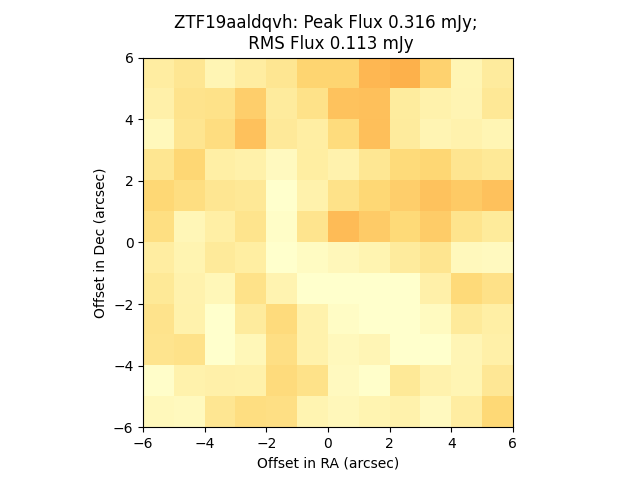 ZTF19aaldqvh: Peak Flux 0.316 mJy;
RMS Flux 0.113 mJy
6
4
2
0
−2
−4
−6
Offset in Dec (arcsec)
−6 −4 −2 0 2 4 6
Offset in RA (arcsec)